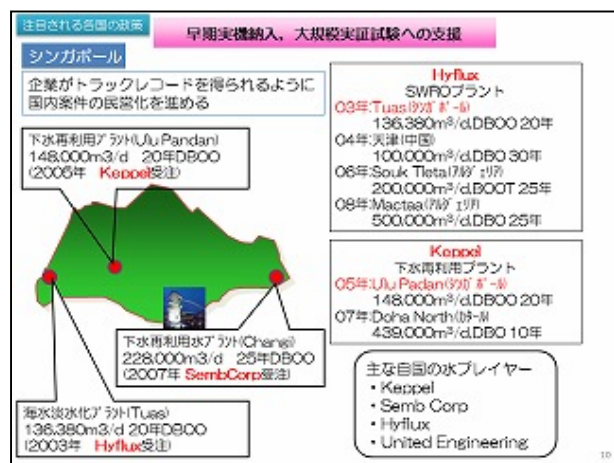 注目される各国の政策
早期実機納入，大規模実証試験への支援
シンガポール
企業がトラックレコードを得られるように
国内案件の民営化を進める
下水再利用プラント(Ulu Pandan)
148,000m3/d 20年DBOO
(2005年 Keppel受注)
下水再利用水プラント(Changi)
228,000m3/d 25年DBOO
(2007年 SembCorp受注)
海水淡水化プラント(Tuas)
136,380m3/d 20年DBOO
(2003年 Hyflux受注)
Hyflux
SWROプラント
03年:Tuas(シンガポール)
136,380m³/d,DBOO 20年
04年:天津(中国)
100,000m³/d,DBO 30年
06年:Souk Tleta(アルジェリア)
200,000m³/d,BOOT 25年
08年:Mactaa(アルジェリア)
500,000m³/d,DBO 25年
Keppel
下水再利用プラント
05年:Ulu Padan(シンガポール)
148,000m³/d,DBOO 20年
07年:Doha North(カタール)
439,000m³/d,DBO 10年
主な自国の水プレイヤー
・Keppel
・Semb Corp
・Hyflux
・United Engineering
10